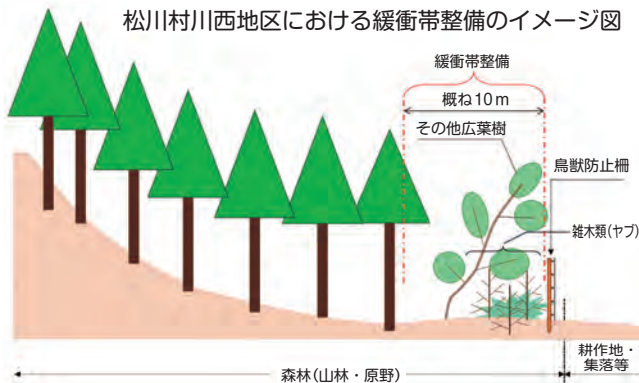 松川村川西地区における緩衝帯整備のイメージ図
緩衝帯整備
概ね10m
その他広葉樹
鳥獣防止柵
雑木類(ヤブ)
耕作地・
集落等
森林(山林・原野)